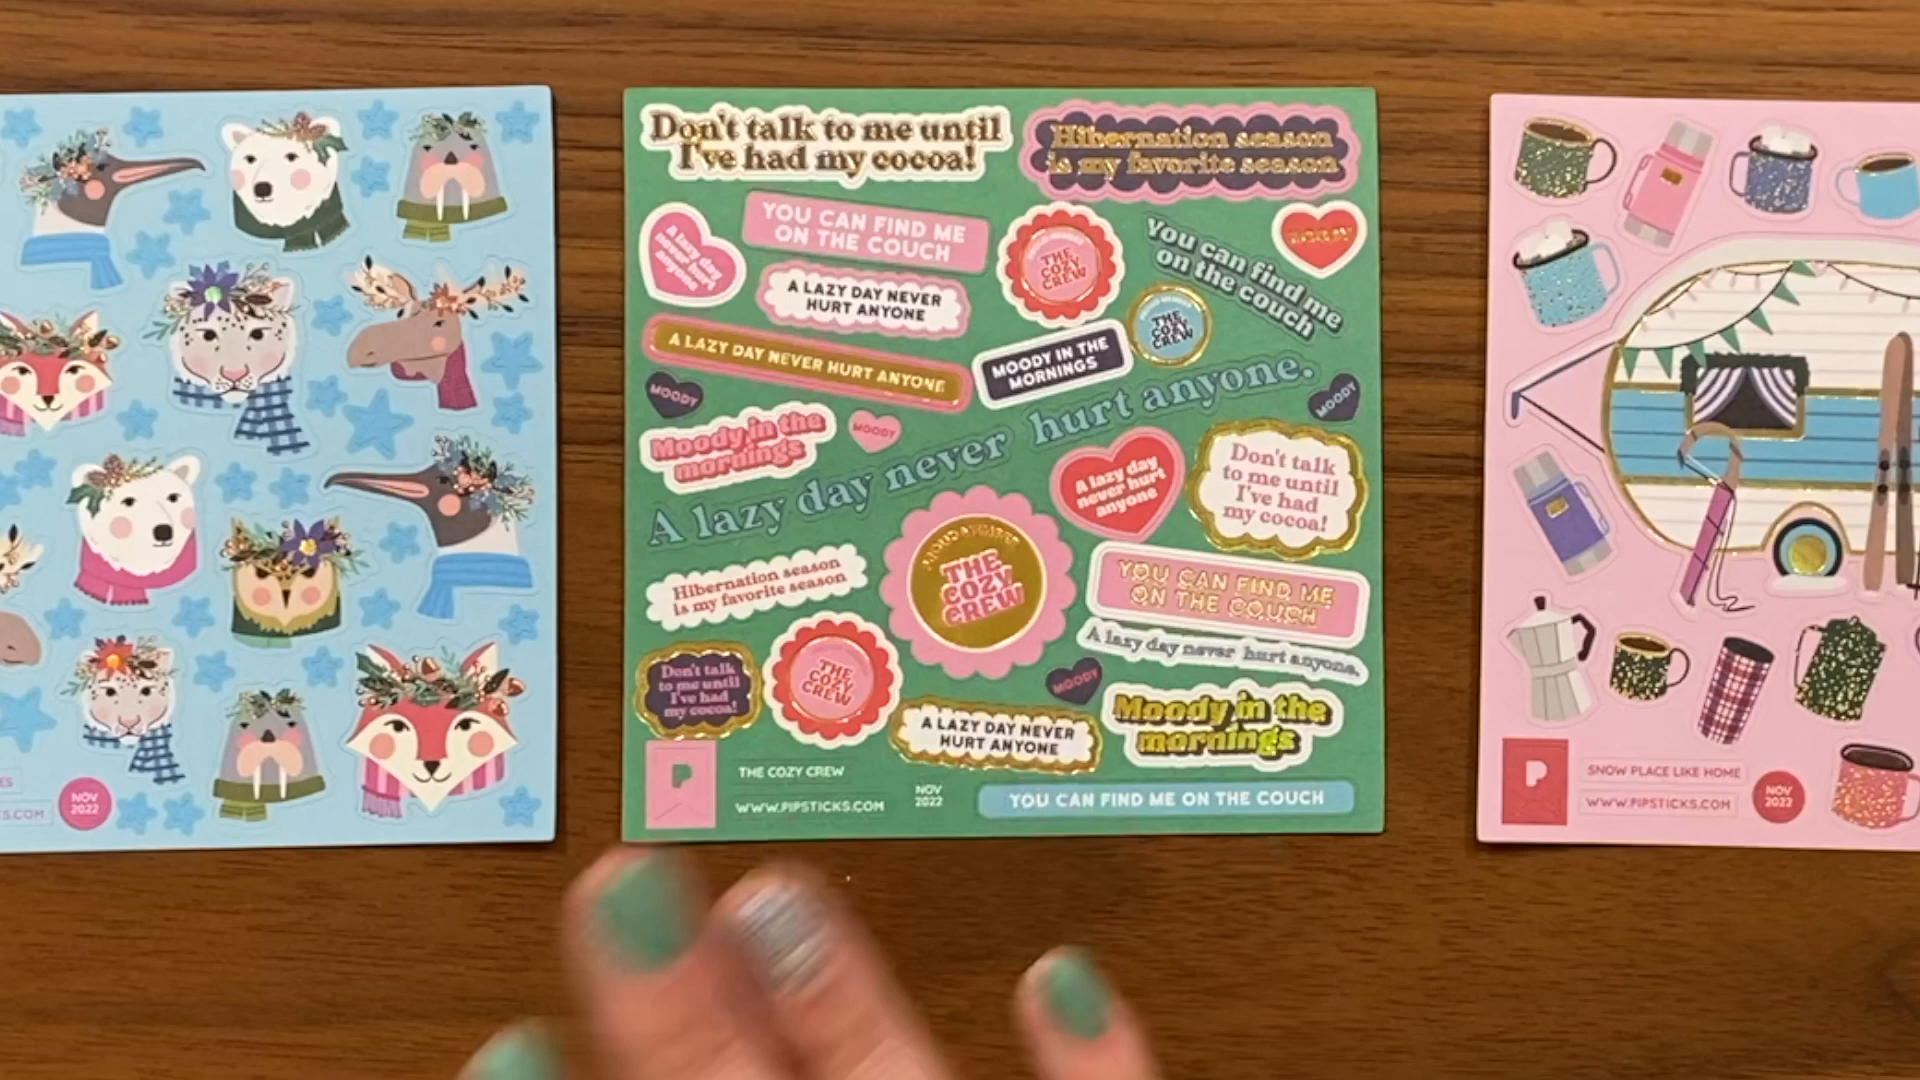 Don't talk to me until
I've had my cocoa!
Hibernation season
is my favorite season
YOU CAN FIND ME
ON THE COUCH
A lazy day
never hurt
anyone
THE
COZY
CREW
You can find me
on the couch
A LAZY DAY NEVER
HURT ANYONE
THE
COZY
CREW
A LAZY DAY NEVER HURT ANYONE
MOODY IN THE
MORNINGS
MOODY
MOODY
Moody in the
mornings
MOODY
A lazy day never hurt anyone.
A lazy day
never hurt
anyone
Don't talk
to me until
I've had
my cocoa!
THE
COZY
CREW
Hibernation season
is my favorite season
YOU CAN FIND ME
ON THE COUCH
A lazy day never hurt anyone.
Don't talk
to me until
I've had
my cocoa!
THE
COZY
CREW
MOODY
A LAZY DAY NEVER
HURT ANYONE
Moody in the
mornings
P
THE COZY CREW
WWW.PIPSTICKS.COM
NOV
2022
YOU CAN FIND ME ON THE COUCH
NOV
2022
S.COM
P
SNOW PLACE LIKE HOME
WWW.PIPSTICKS.COM
NOV
2022